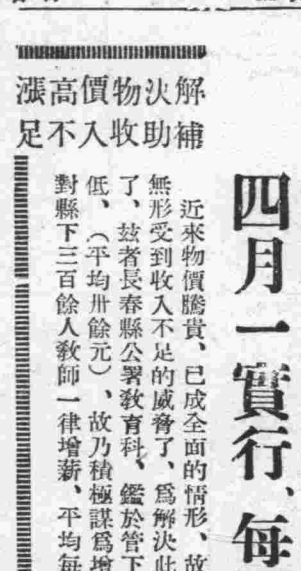 四月一實行、每
解決物價高漲
補助收入不足
近來物價騰貴、已成全面的情形、故
無形受到收入不足的威脅了、爲解決此
了、玆者長春縣公署敎育科、鑑於管下
低、（平均卅餘元）、故乃積極謀爲增
對縣下三百餘人敎師一律增薪、平均每